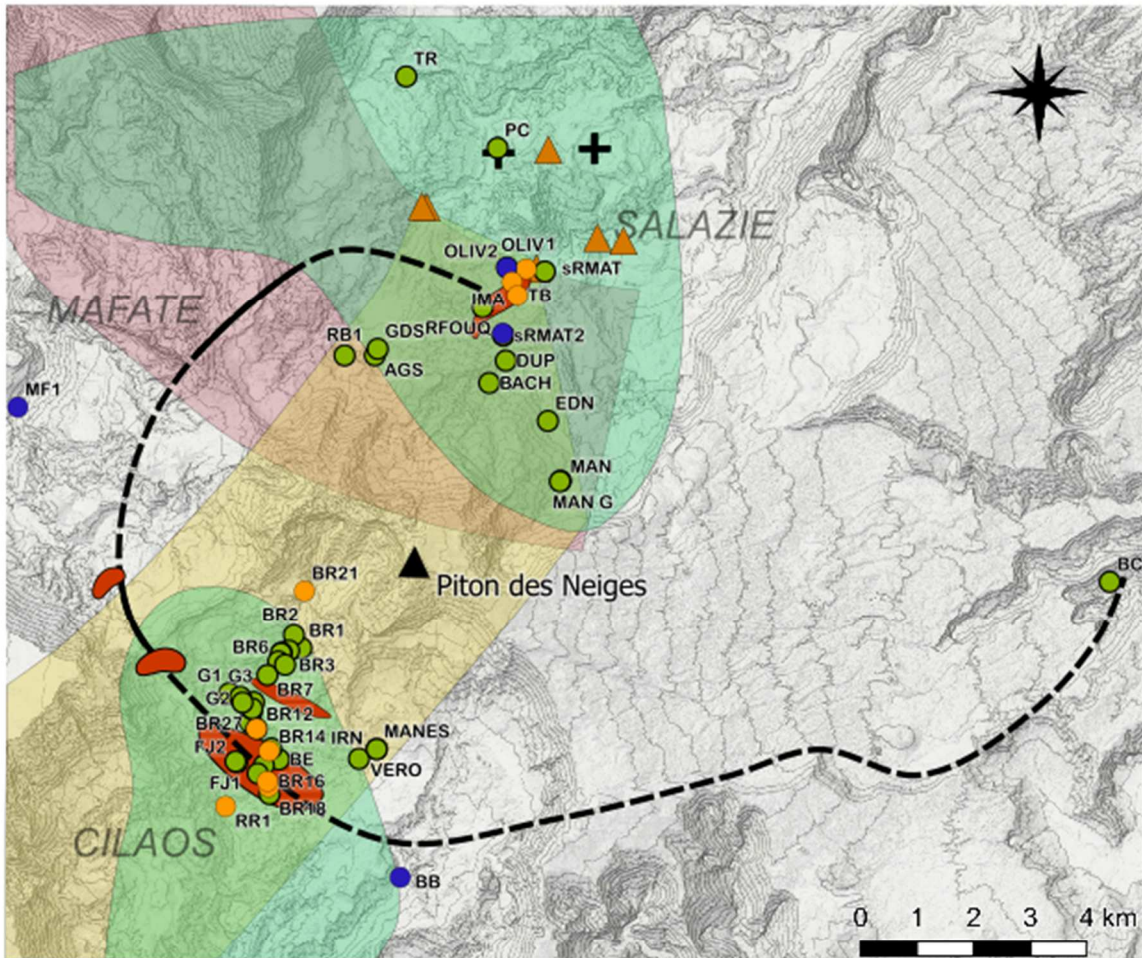 TR
PC
SALAZIE
OLIV2 OLIV1
sRMAT
MAFATE
IMA TB
RB1 GDS RFOUQ
sRMAT2
AGS
DUP
MF1
BACH
EDN
MAN
MAN G
BC
BR21
Piton des Neiges
BR2
BR1
BR6
BR3
G1 G3
BR7
G2
BR12
BR27
BR14 IRN MANES
FJ2
BE
VERO
FJ1
BR16
BR18
RR1
CILAOS
BB
0 1 2 3 4 km